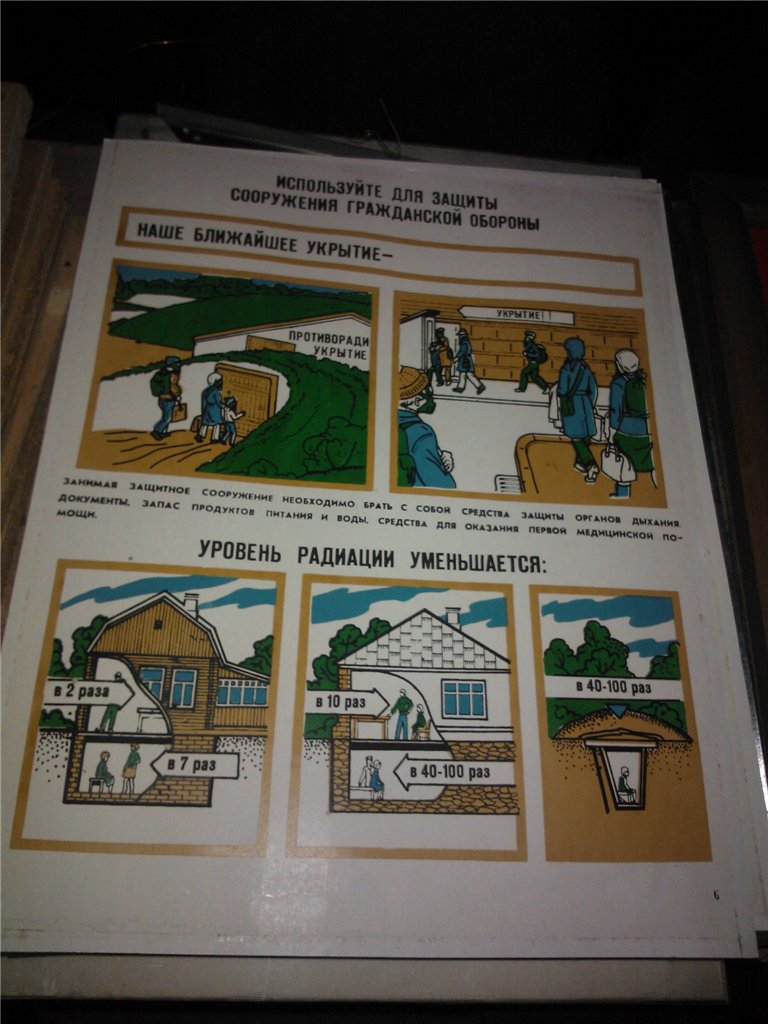 ИСПОЛЬЗУЙТЕ ДЛЯ ЗАЩИТЫ
СООРУЖЕНИЯ ГРАЖДАНСКОЙ ОБОРОНЫ
НАШЕ БЛИЖАЙШЕЕ УКРЫТИЕ—
ПРОТИВОРАДИ
УКРЫТИЕ
УКРЫТИЕ!!
ЗАНИМАЯ ЗАЩИТНОЕ СООРУЖЕНИЕ НЕОБХОДИМО БРАТЬ С СОБОЙ СРЕДСТВА ЗАЩИТЫ ОРГАНОВ ДЫХАНИЯ
ДОКУМЕНТЫ, ЗАПАС ПРОДУКТОВ ПИТАНИЯ И ВОДЫ, СРЕДСТВА ДЛЯ ОКАЗАНИЯ ПЕРВОЙ МЕДИЦИНСКОЙ ПО-
МОЩИ.
УРОВЕНЬ РАДИАЦИИ УМЕНЬШАЕТСЯ:
в 2 раза
в 7 раз
в 10 раз
в 40-100 раз
в 40-100 раз
6